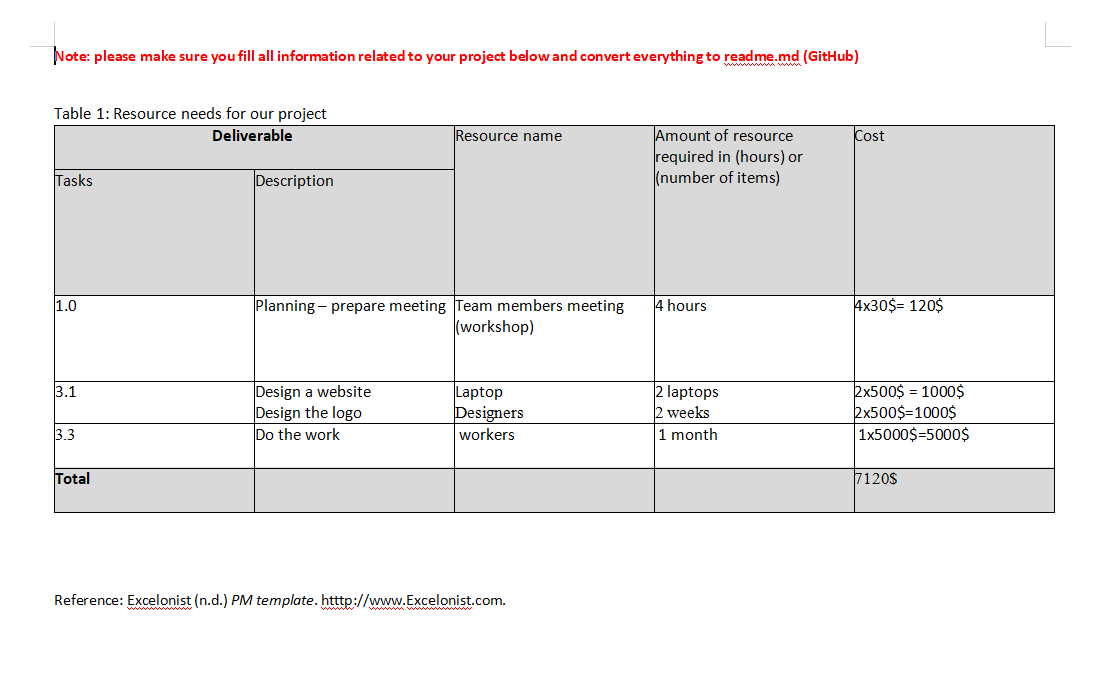 Note: please make sure you fill all information related to your project below and convert everything to readme.md (GitHub)
Table 1: Resource needs for our project
Deliverable
Resource name
Amount of resource
required in (hours) or
(number of items)
Cost
Tasks
Description
1.0
Planning – prepare meeting
Team members meeting
(workshop)
4 hours
4x30$= 120$
3.1
Design a website
Design the logo
Laptop
Designers
2 laptops
2 weeks
2x500$ = 1000$
2x500$=1000$
3.3
Do the work
workers
1 month
1x5000$=5000$
Total
7120$
Reference: Excelonist (n.d.) PM template. htttp://www.Excelonist.com.